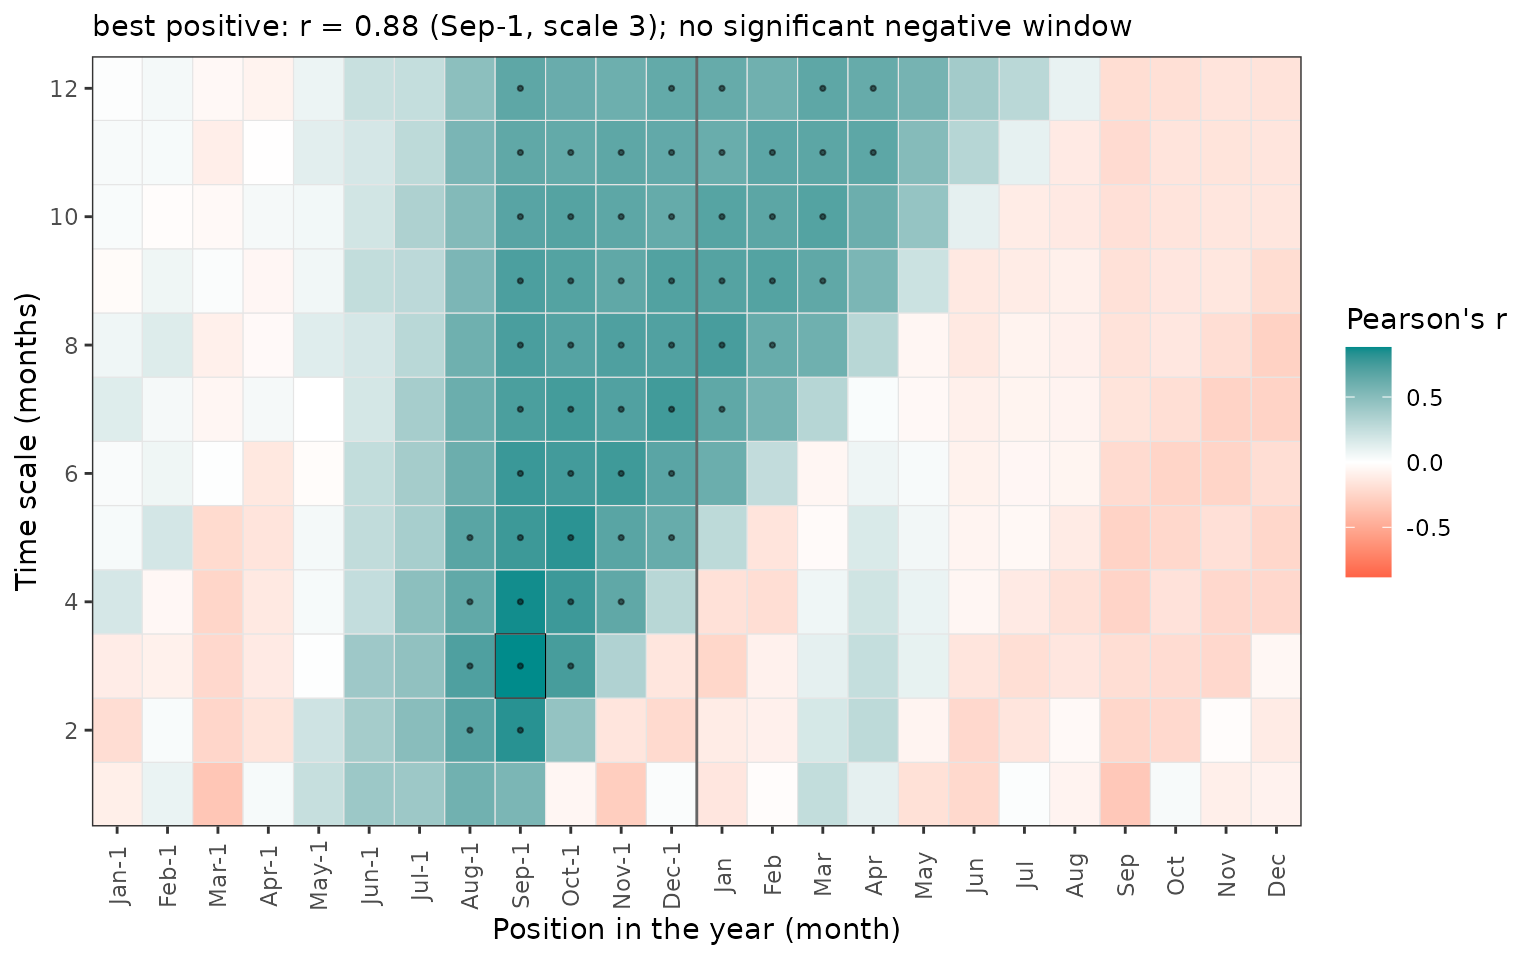 best positive: r = 0.88 (Sep-1, scale 3); no significant negative window
Time scale (months)
12
10
8
6
4
2
Jan-1
Feb-1
Mar-1
Apr-1
May-1
Jun-1
Jul-1
Aug-1
Sep-1
Oct-1
Nov-1
Dec-1
Jan
Feb
Mar
Apr
May
Jun
Jul
Aug
Sep
Oct
Nov
Dec
Position in the year (month)
Pearson's r
0.5
0.0
-0.5